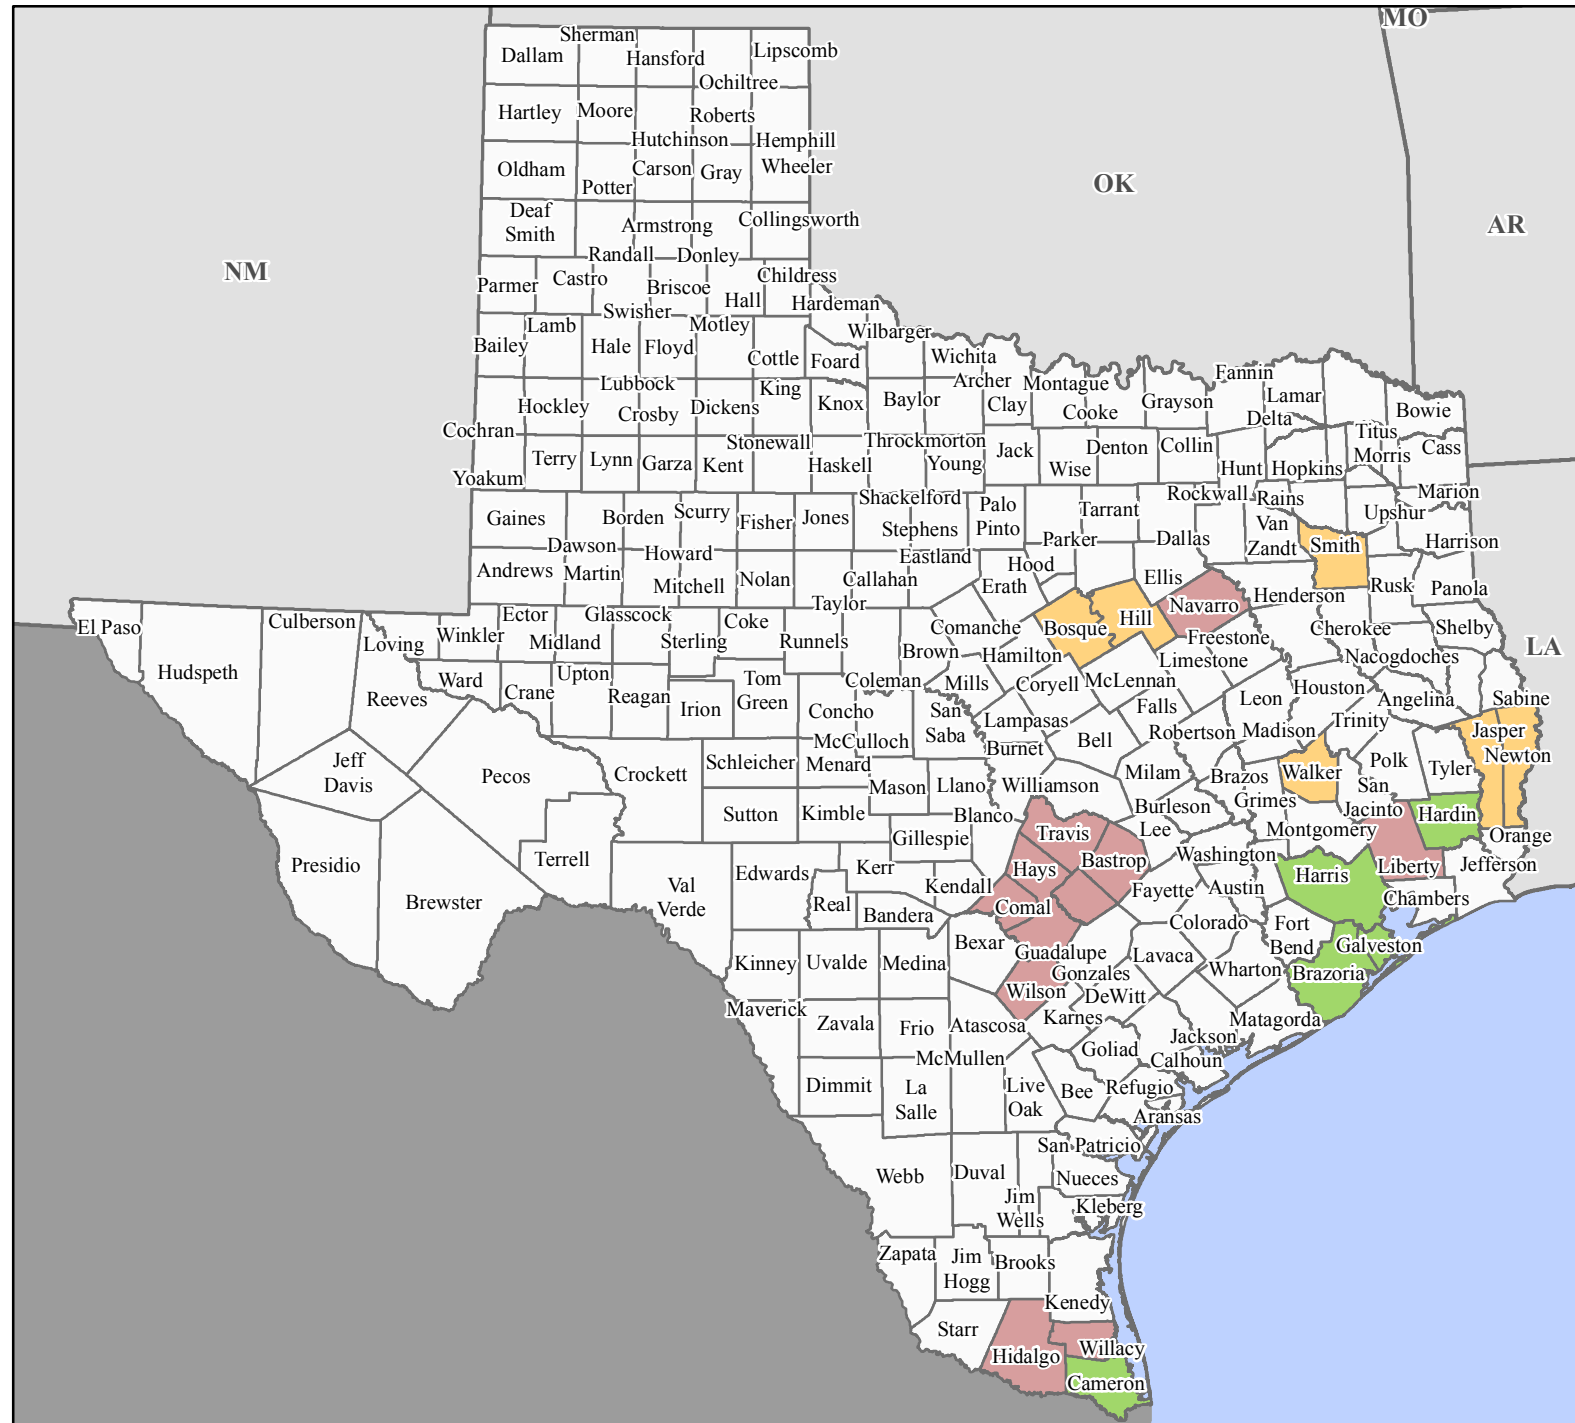 MO
Sherman
Dallam
Hansford
Lipscomb
Ochiltree
Hartley
Moore
Roberts
Hutchinson
Hemphill
Oldham
Potter
Carson
Gray
Wheeler
OK
AR
Deaf
Smith
Armstrong
Collingsworth
Randall
Donley
NM
Parmer
Castro
Briscoe
Childress
Hall
Hardeman
Swisher
Motley
Lamb
Wilbarger
Bailey
Hale
Floyd
Cottle
Foard
Wichita
Archer
Montague
Fannin
Lubbock
King
Hockley
Crosby
Dickens
Knox
Baylor
Clay
Cooke
Grayson
Lamar
Delta
Bowie
Cochran
Stonewall
Throckmorton
Titus
Morris
Cass
Terry
Lynn
Garza
Kent
Haskell
Young
Jack
Wise
Denton
Collin
Hunt
Hopkins
Yoakum
Shackelford
Rockwall
Rains
Marion
Gaines
Borden
Scurry
Fisher
Jones
Stephens
Palo
Pinto
Tarrant
Van
Zandt
Upshur
Dawson
Howard
Eastland
Parker
Dallas
Smith
Harrison
Andrews
Martin
Mitchell
Nolan
Callahan
Hood
Erath
Ellis
Henderson
Rusk
Panola
Taylor
Navarro
El Paso
Culberson
Loving
Winkler
Ector
Midland
Glasscock
Sterling
Coke
Runnels
Comanche
Bosque
Hill
Freestone
Cherokee
Shelby
Hudspeth
Brown
Hamilton
Limestone
Nacogdoches
LA
Ward
Crane
Upton
Reagan
Tom
Green
Coleman
Mills
Coryell
McLennan
Houston
Reeves
Irion
Concho
San
Saba
Lampasas
Falls
Leon
Angelina
Sabine
McCulloch
Burnet
Bell
Robertson
Madison
Trinity
Jasper
Jeff
Davis
Pecos
Crockett
Schleicher
Menard
Mason
Llano
Williamson
Milam
Brazos
Walker
Polk
San
Jacinto
Tyler
Newton
Sutton
Kimble
Blanco
Burleson
Grimes
Hardin
Gillespie
Travis
Lee
Montgomery
Orange
Presidio
Terrell
Edwards
Kerr
Hays
Bastrop
Washington
Harris
Liberty
Jefferson
Brewster
Val
Verde
Real
Bandera
Kendall
Comal
Fayette
Austin
Chambers
Colorado
Fort
Bend
Galveston
Bexar
Kinney
Uvalde
Medina
Guadalupe
Gonzales
Lavaca
Wharton
Brazoria
Wilson
DeWitt
Maverick
Zavala
Frio
Atascosa
Karnes
Matagorda
Jackson
McMullen
Goliad
Calhoun
Dimmit
La
Salle
Live
Oak
Bee
Refugio
Aransas
San Patricio
Webb
Duval
Nueces
Jim
Wells
Kleberg
Zapata
Jim
Hogg
Brooks
Kenedy
Starr
Hidalgo
Willacy
Cameron